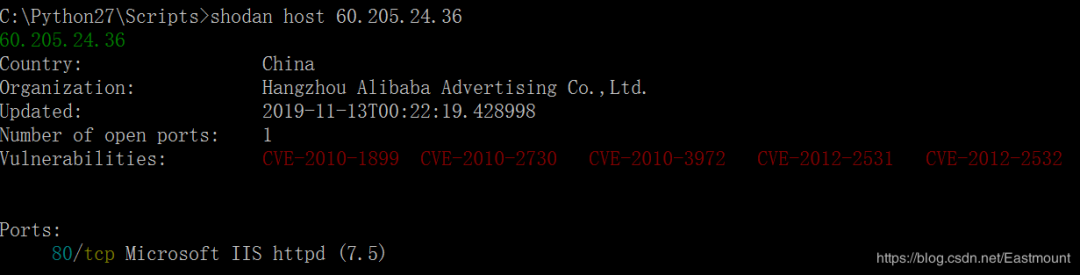 C:\Python27\Scripts>shodan host 60.205.24.36
60.205.24.36
Country: China
Organization: Hangzhou Alibaba Advertising Co.,Ltd.
Updated: 2019-11-13T00:22:19.428998
Number of open ports: 1
Vulnerabilities: CVE-2010-1899 CVE-2010-2730 CVE-2010-3972 CVE-2012-2531 CVE-2012-2532
Ports:
80/tcp Microsoft IIS httpd (7.5)
https://blog.csdn.net/Eastmount